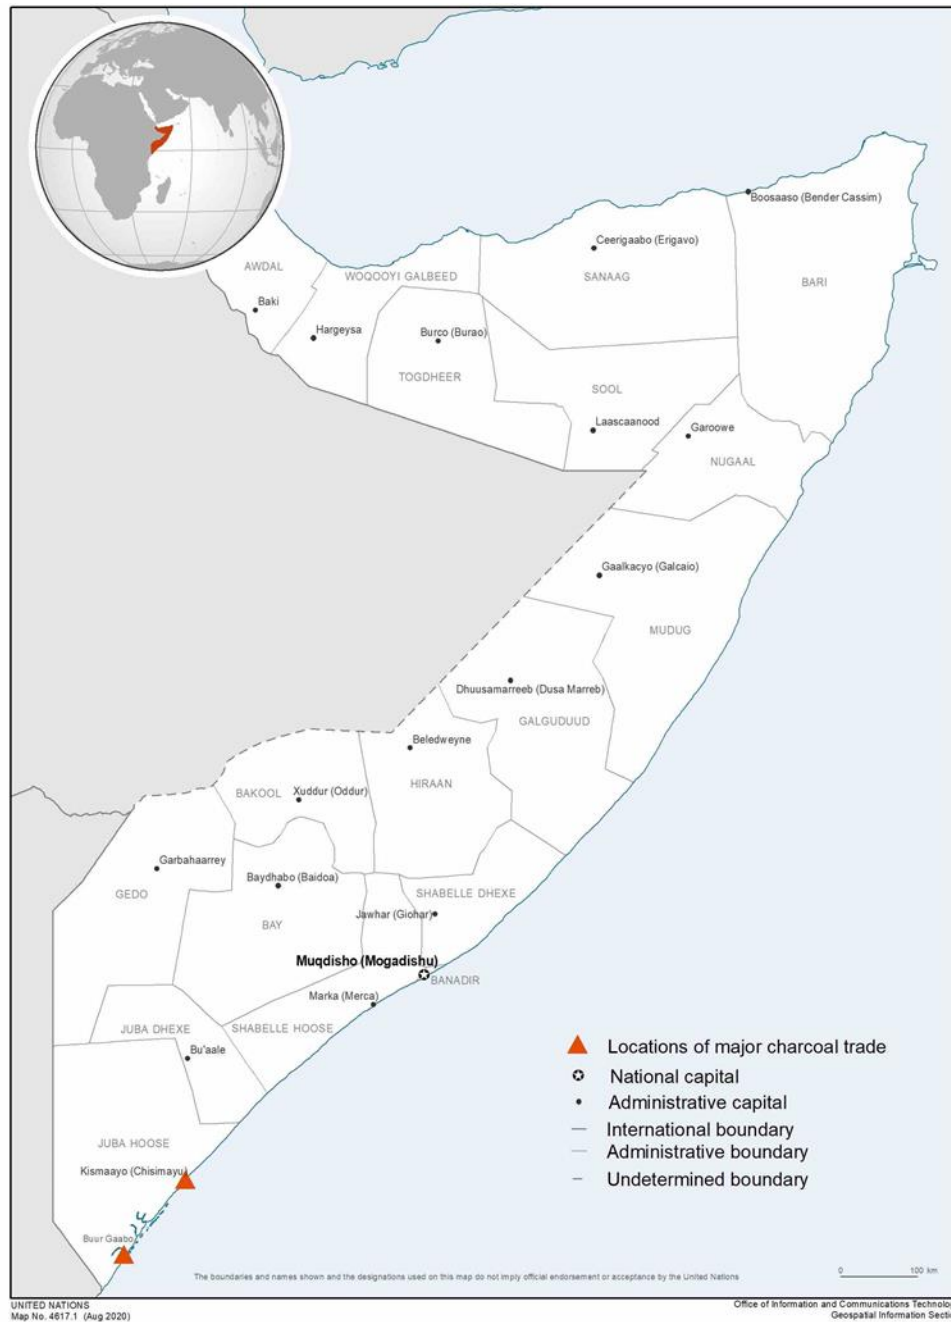 Boosaaso (Bender Cassim)
Ceerigaabo (Erigavo)
AWDAL
WOQOOYI GALBEED
SANAAG
BARI
Baki
Hargeysa
Burco (Burao)
TOGDHEER
SOOL
Laascaanood
Garoowe
NUGAAL
Gaalkacyo (Galcaio)
MUDUG
Dhuusamarreeb (Dusa Marreb)
GALGUDUUD
Beledweyne
HIRAAN
BAKOOL
Xuddur (Oddur)
Garbahaarrey
Baydhabo (Baidoa)
GEDO
SHABELLE DHEXE
Jawhar (Giohar)
BAY
Muqdisho (Mogadishu)
BANADIR
Marka (Merca)
JUBA DHEXE
SHABELLE HOOSE
Bu'aale
JUBA HOOSE
Kismaayo (Chisimayu)
Buur Gaabo
Locations of major charcoal trade
National capital
Administrative capital
International boundary
Administrative boundary
Undetermined boundary
0 100 km
The boundaries and names shown and the designations used on this map do not imply official endorsement or acceptance by the United Nations
UNITED NATIONS
Map No. 4617.1 (Aug 2020)
Office of Information and Communications Technolo
Geospatial Information Secti